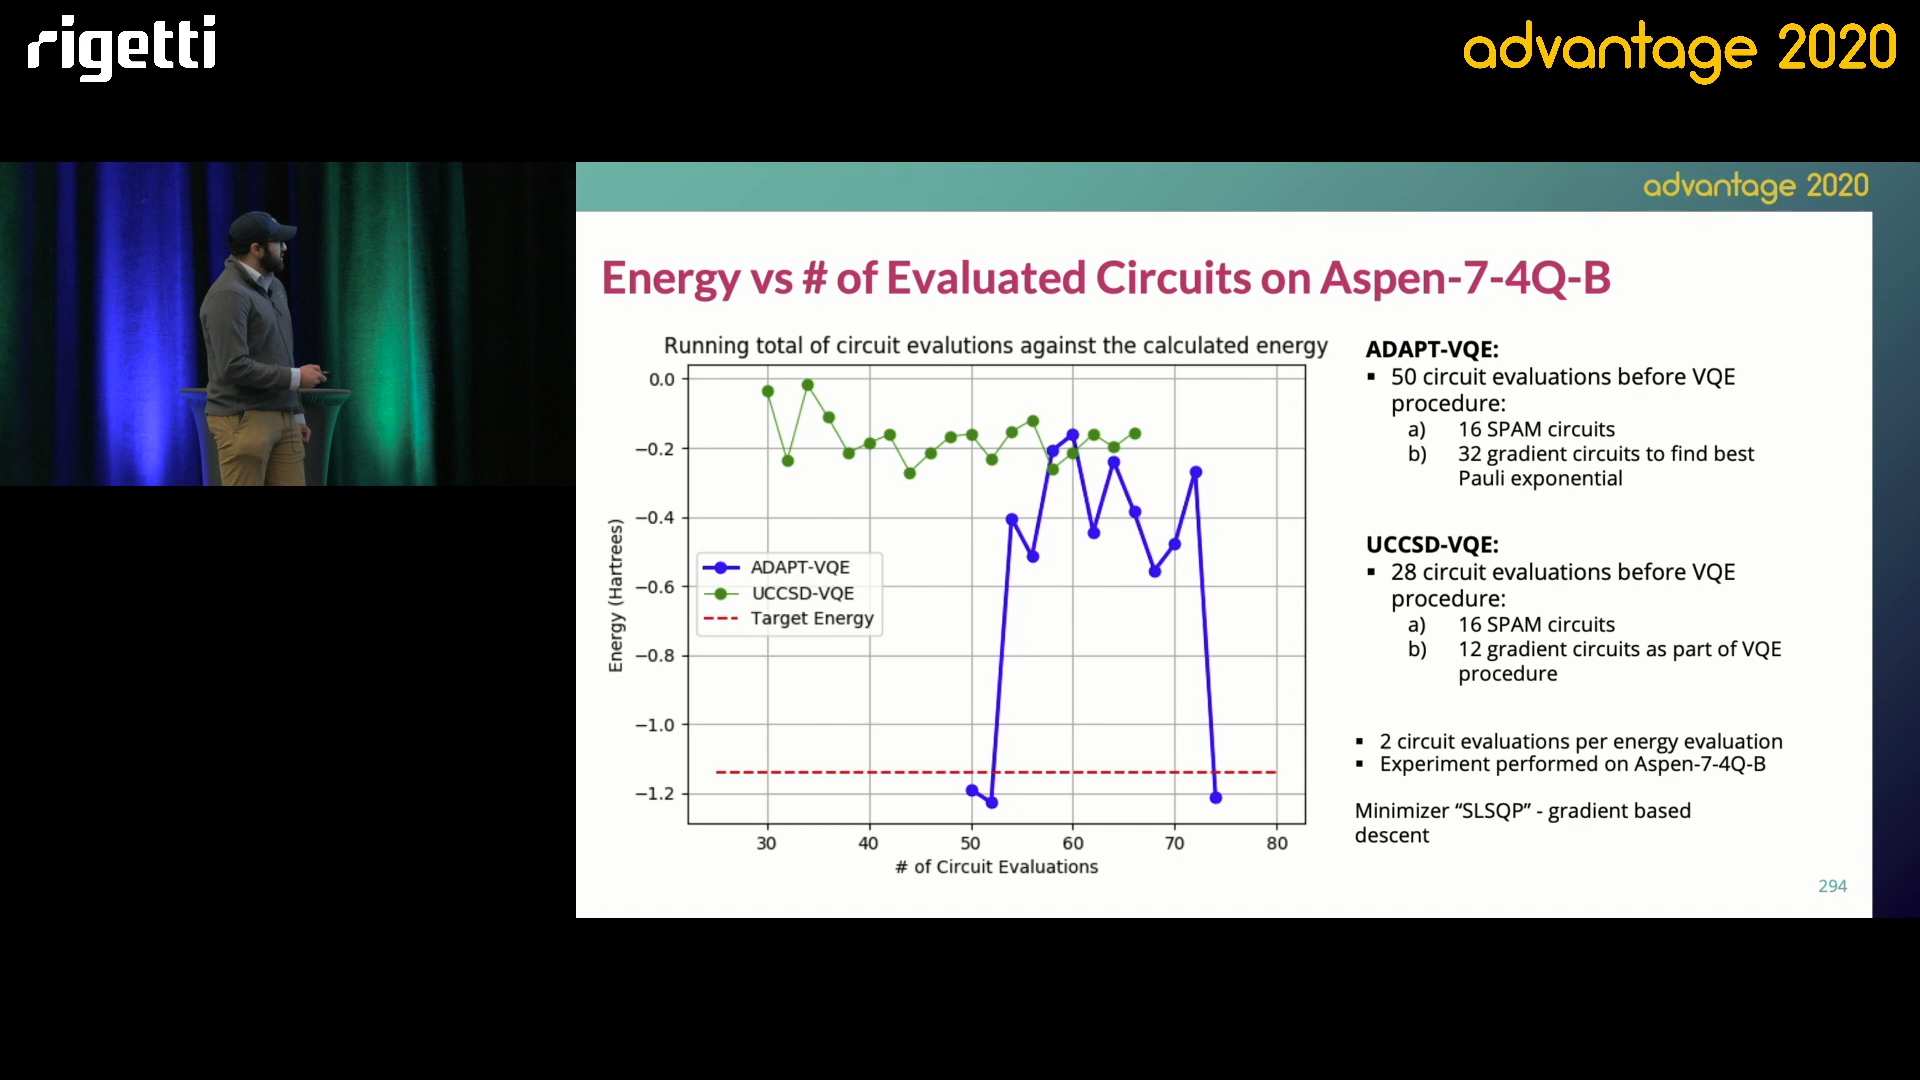 rigetti
advantage 2020
advantage 2020
Energy vs # of Evaluated Circuits on Aspen-7-4Q-B
Running total of circuit evalutions against the calculated energy
0.0
−0.2
−0.4
−0.6
−0.8
−1.0
−1.2
Energy (Hartrees)
ADAPT-VQE
UCCSD-VQE
Target Energy
30 40 50 60 70 80
# of Circuit Evaluations
ADAPT-VQE:
▪ 50 circuit evaluations before VQE
procedure:
a) 16 SPAM circuits
b) 32 gradient circuits to find best
Pauli exponential
UCCSD-VQE:
▪ 28 circuit evaluations before VQE
procedure:
a) 16 SPAM circuits
b) 12 gradient circuits as part of VQE
procedure
▪ 2 circuit evaluations per energy evaluation
▪ Experiment performed on Aspen-7-4Q-B
Minimizer “SLSQP” - gradient based
descent
294